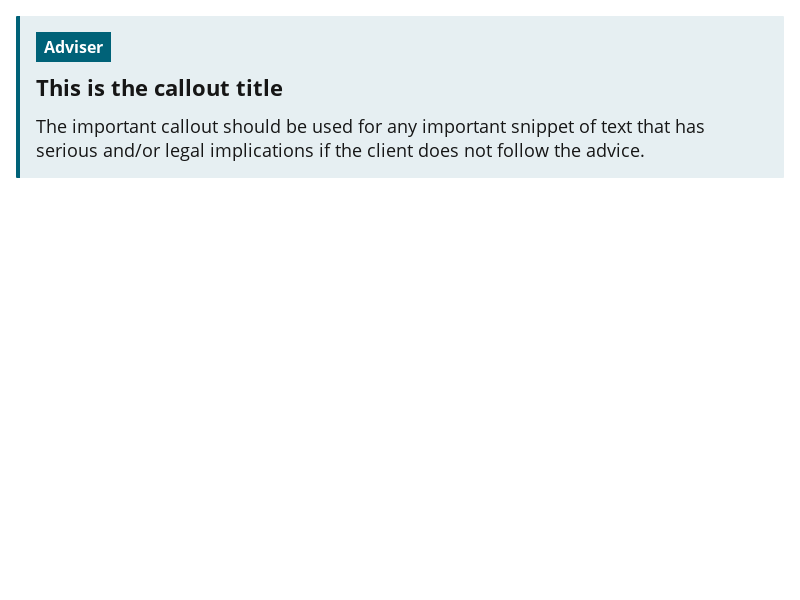 Adviser
This is the callout title
The important callout should be used for any important snippet of text that has
serious and/or legal implications if the client does not follow the advice.